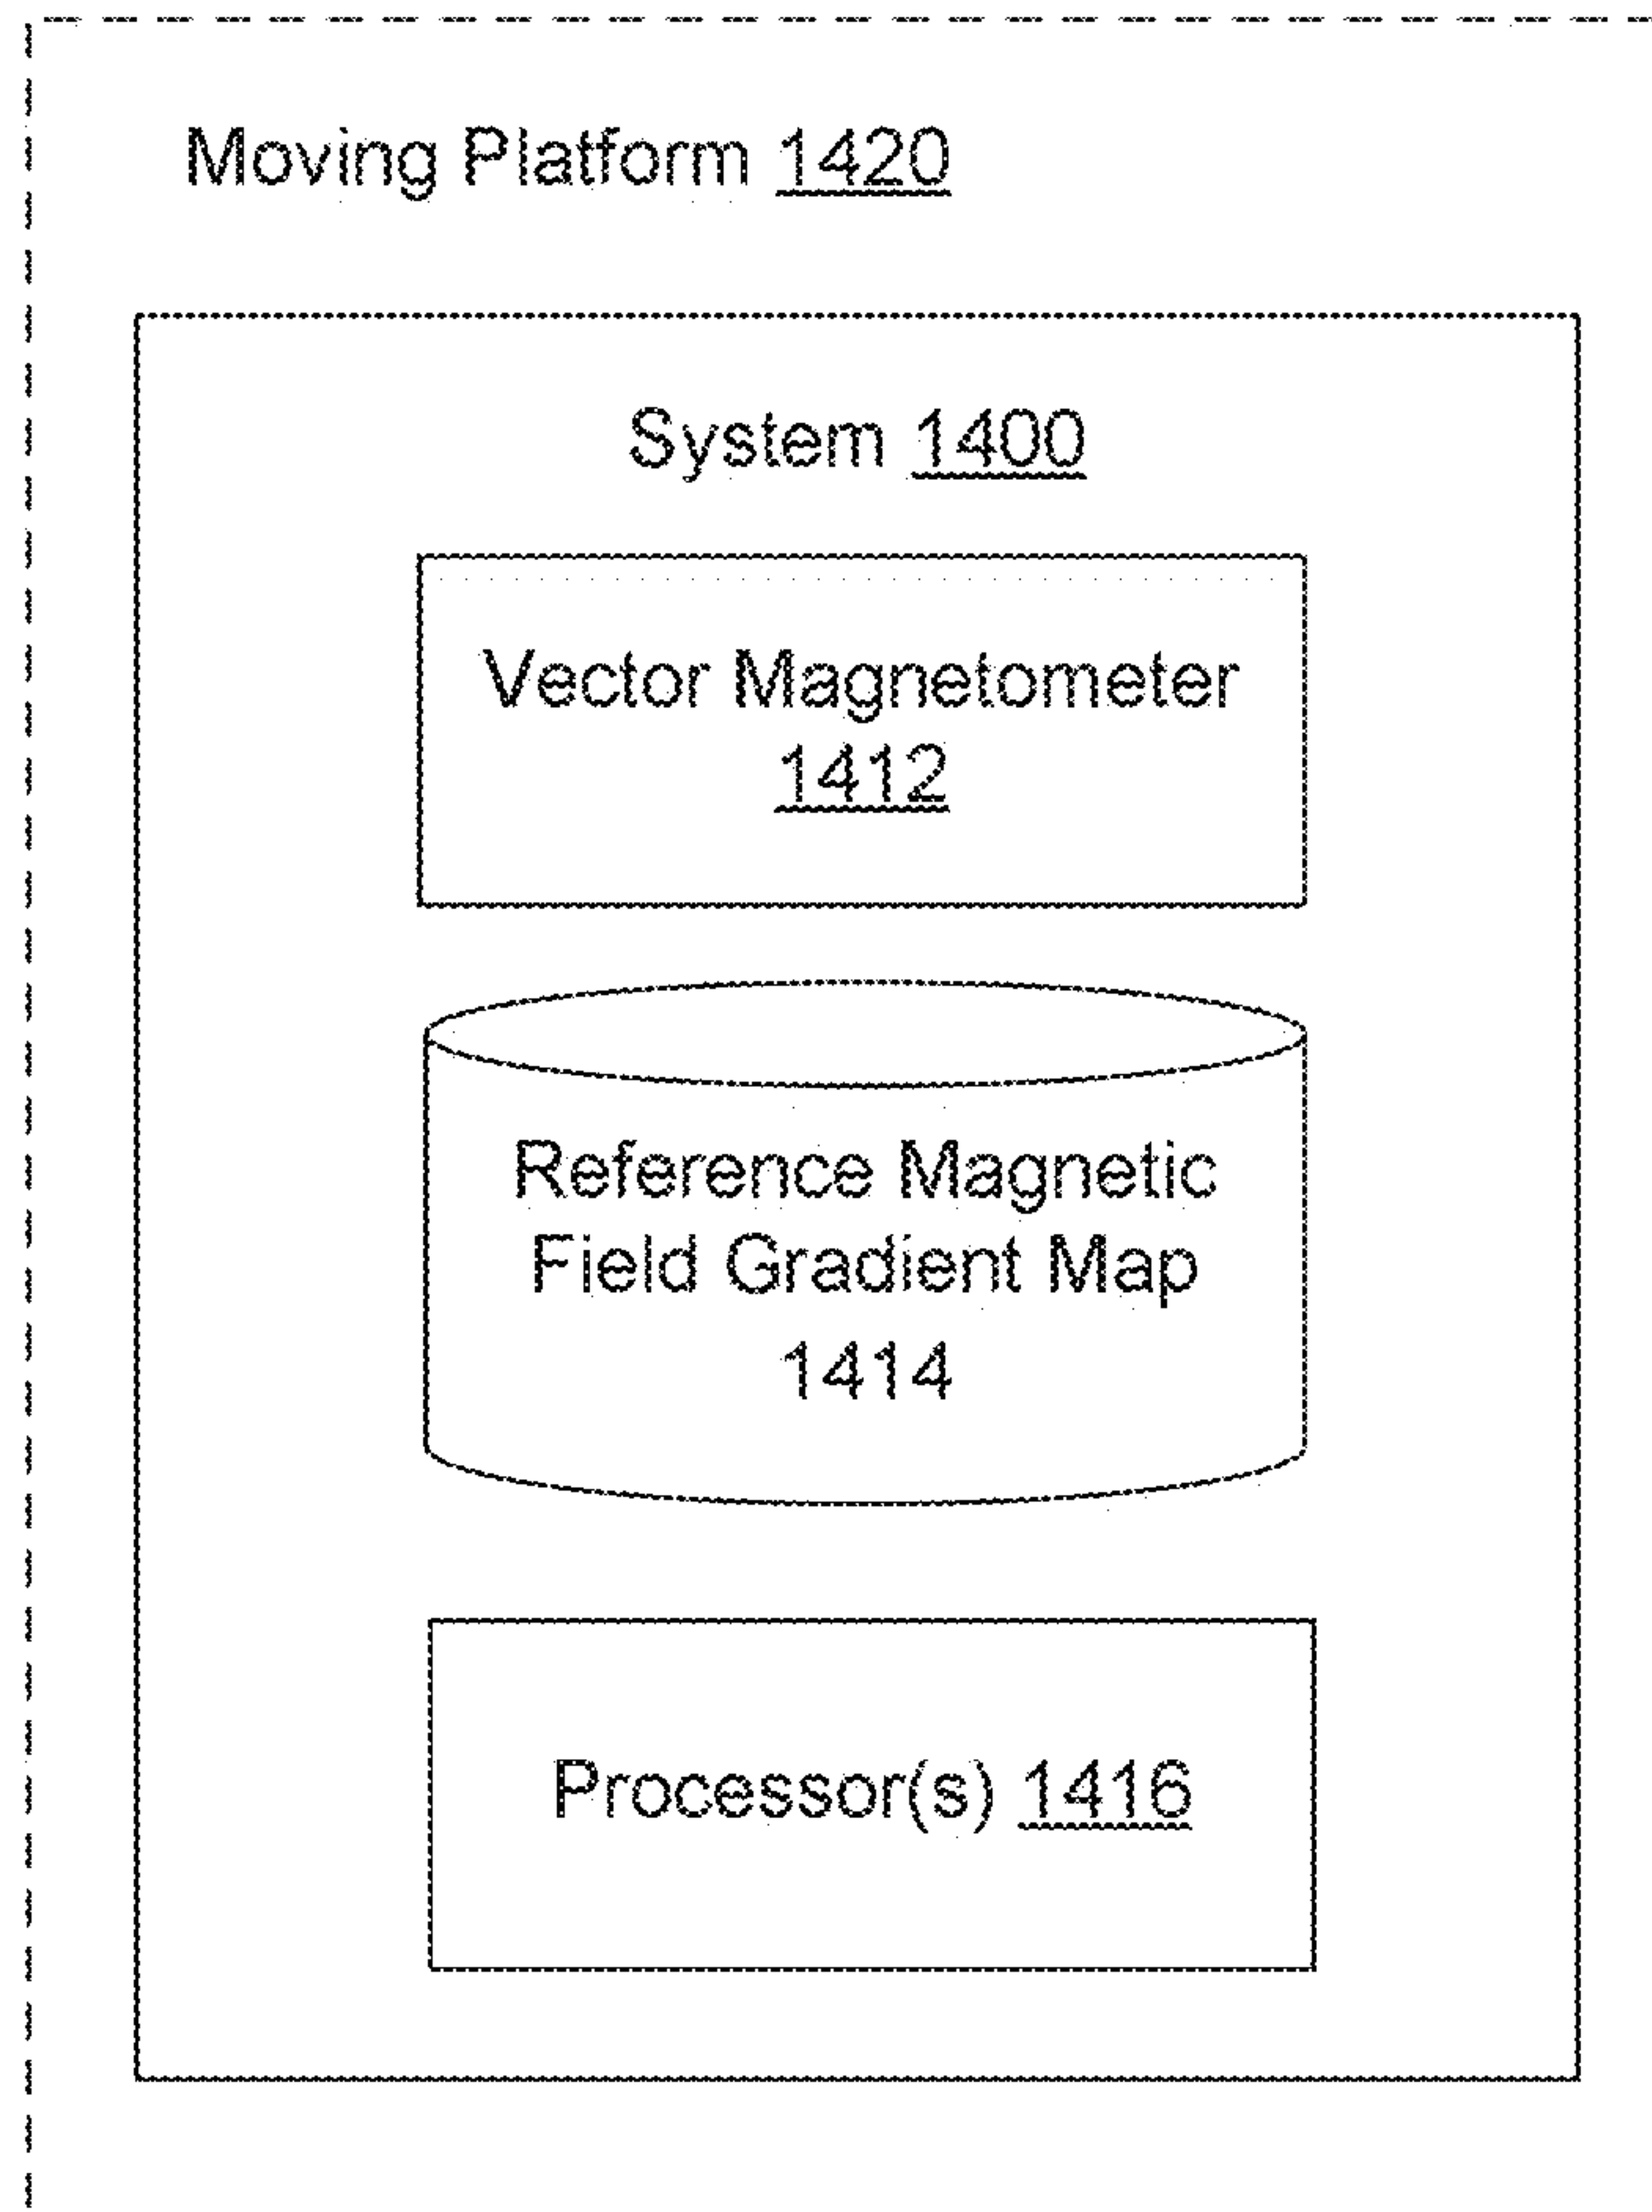 Moving Platform 1420
System 1400
Vector Magnetometer
1412
Reference Magnetic
Field Gradient Map
1414
Processor(s) 1416